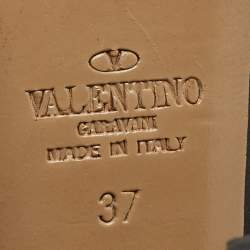 VALENTINO
GARAVANI
MADE IN ITALY
37